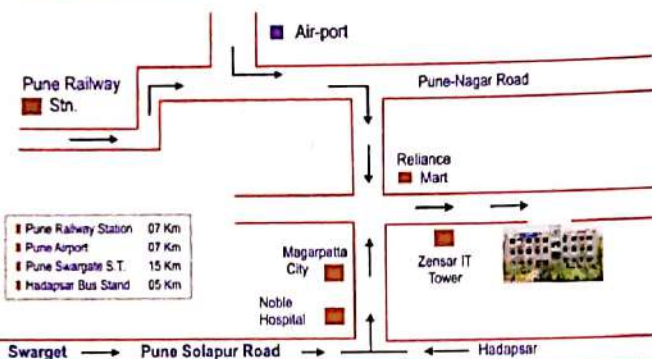 Air-port
Pune Railway
Stn.
Pune-Nagar Road
Reliance
Mart
Pune Railway Station 07 Km
Pune Airport 07 Km
Pune Swargate S.T. 15 Km
Hadapsar Bus Stand 05 Km
Magarpatta
City
Zensar IT
Tower
Noble
Hospital
Swarget Pune Solapur Road Hadapsar